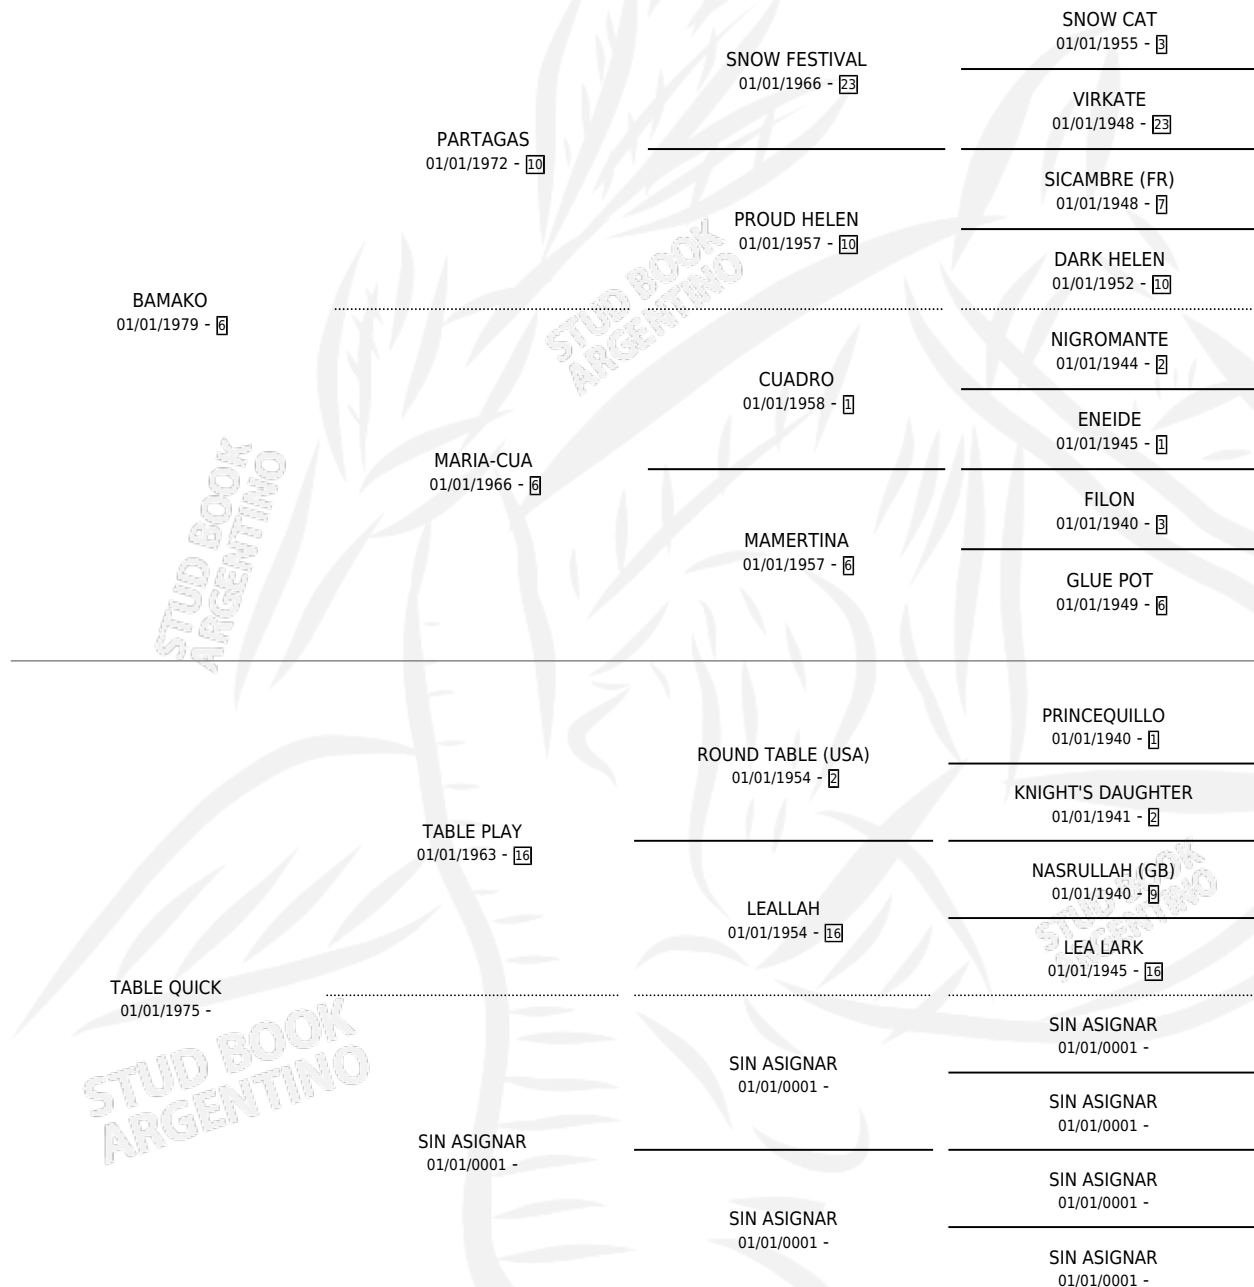 SNOW CAT
01/01/1955 - 3
SNOW FESTIVAL
01/01/1966 - 23
VIRKATE
01/01/1948 - 23
PARTAGAS
01/01/1972 - 10
SICAMBRE (FR)
01/01/1948 - 7
PROUD HELEN
01/01/1957 - 10
DARK HELEN
01/01/1952 - 10
BAMAKO
01/01/1979 - 6
NIGROMANTE
01/01/1944 - 2
CUADRO
01/01/1958 - 1
ENEIDE
01/01/1945 - 1
MARIA-CUA
01/01/1966 - 6
FILON
01/01/1940 - 3
MAMERTINA
01/01/1957 - 6
GLUE POT
01/01/1949 - 6
PRINCEQUILLO
01/01/1940 - 1
ROUND TABLE (USA)
01/01/1954 - 2
KNIGHT'S DAUGHTER
01/01/1941 - 2
TABLE PLAY
01/01/1963 - 16
NASRULLAH (GB)
01/01/1940 - 9
LEALLAH
01/01/1954 - 16
LEA LARK
01/01/1945 - 16
TABLE QUICK
01/01/1975 -
SIN ASIGNAR
01/01/0001 -
SIN ASIGNAR
01/01/0001 -
SIN ASIGNAR
01/01/0001 -
SIN ASIGNAR
01/01/0001 -
SIN ASIGNAR
01/01/0001 -
SIN ASIGNAR
01/01/0001 -
SIN ASIGNAR
01/01/0001 -
STUD BOOK
ARGENTINO
STUD BOOK
ARGENTINO
STUD BOOK
ARGENTINO
STUD BOOK
ARGENTINO